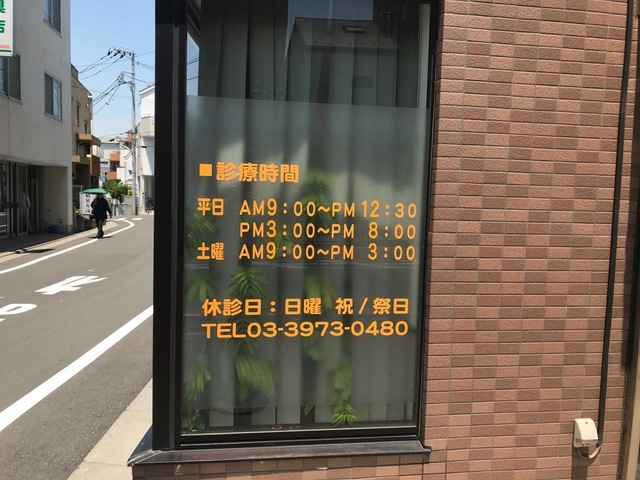 ■診療時間
平日 AM9:00～PM12:30
PM3:00～PM 8:00
土曜 AM9:00～PM 3:00
休診日:日曜 祝/祭日
TEL03-3973-0480